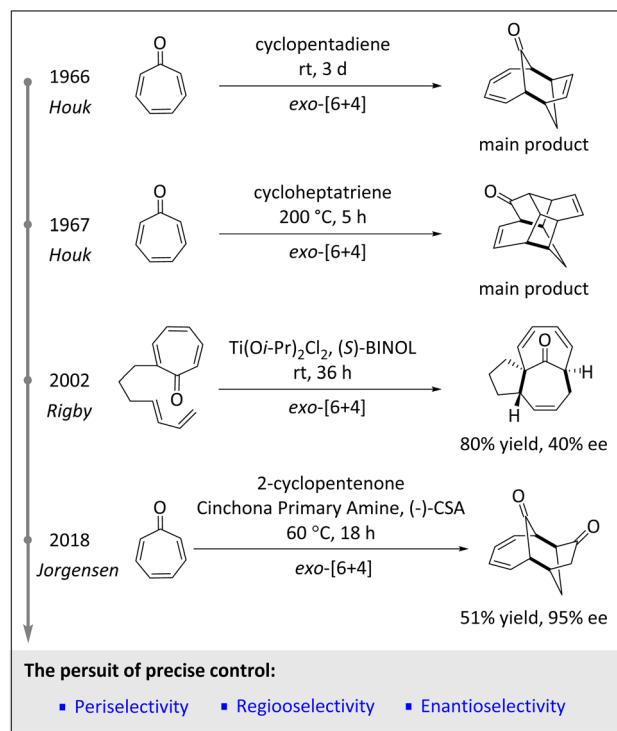 1966
Houk
O
cyclopentadiene
rt, 3 d
exo-[6+4]
O
main product
1967
Houk
O
cycloheptatriene
200 °C, 5 h
exo-[6+4]
O
main product
2002
Rigby
O
Ti(Oi-Pr)2Cl2, (S)-BINOL
rt, 36 h
exo-[6+4]
O
H
H
80% yield, 40% ee
2018
Jorgensen
O
2-cyclopentenone
Cinchona Primary Amine, (-)-CSA
60 °C, 18 h
exo-[6+4]
O
O
51% yield, 95% ee
The persuit of precise control:
▪ Periselectivity ▪ Regiooselectivity ▪ Enantioselectivity